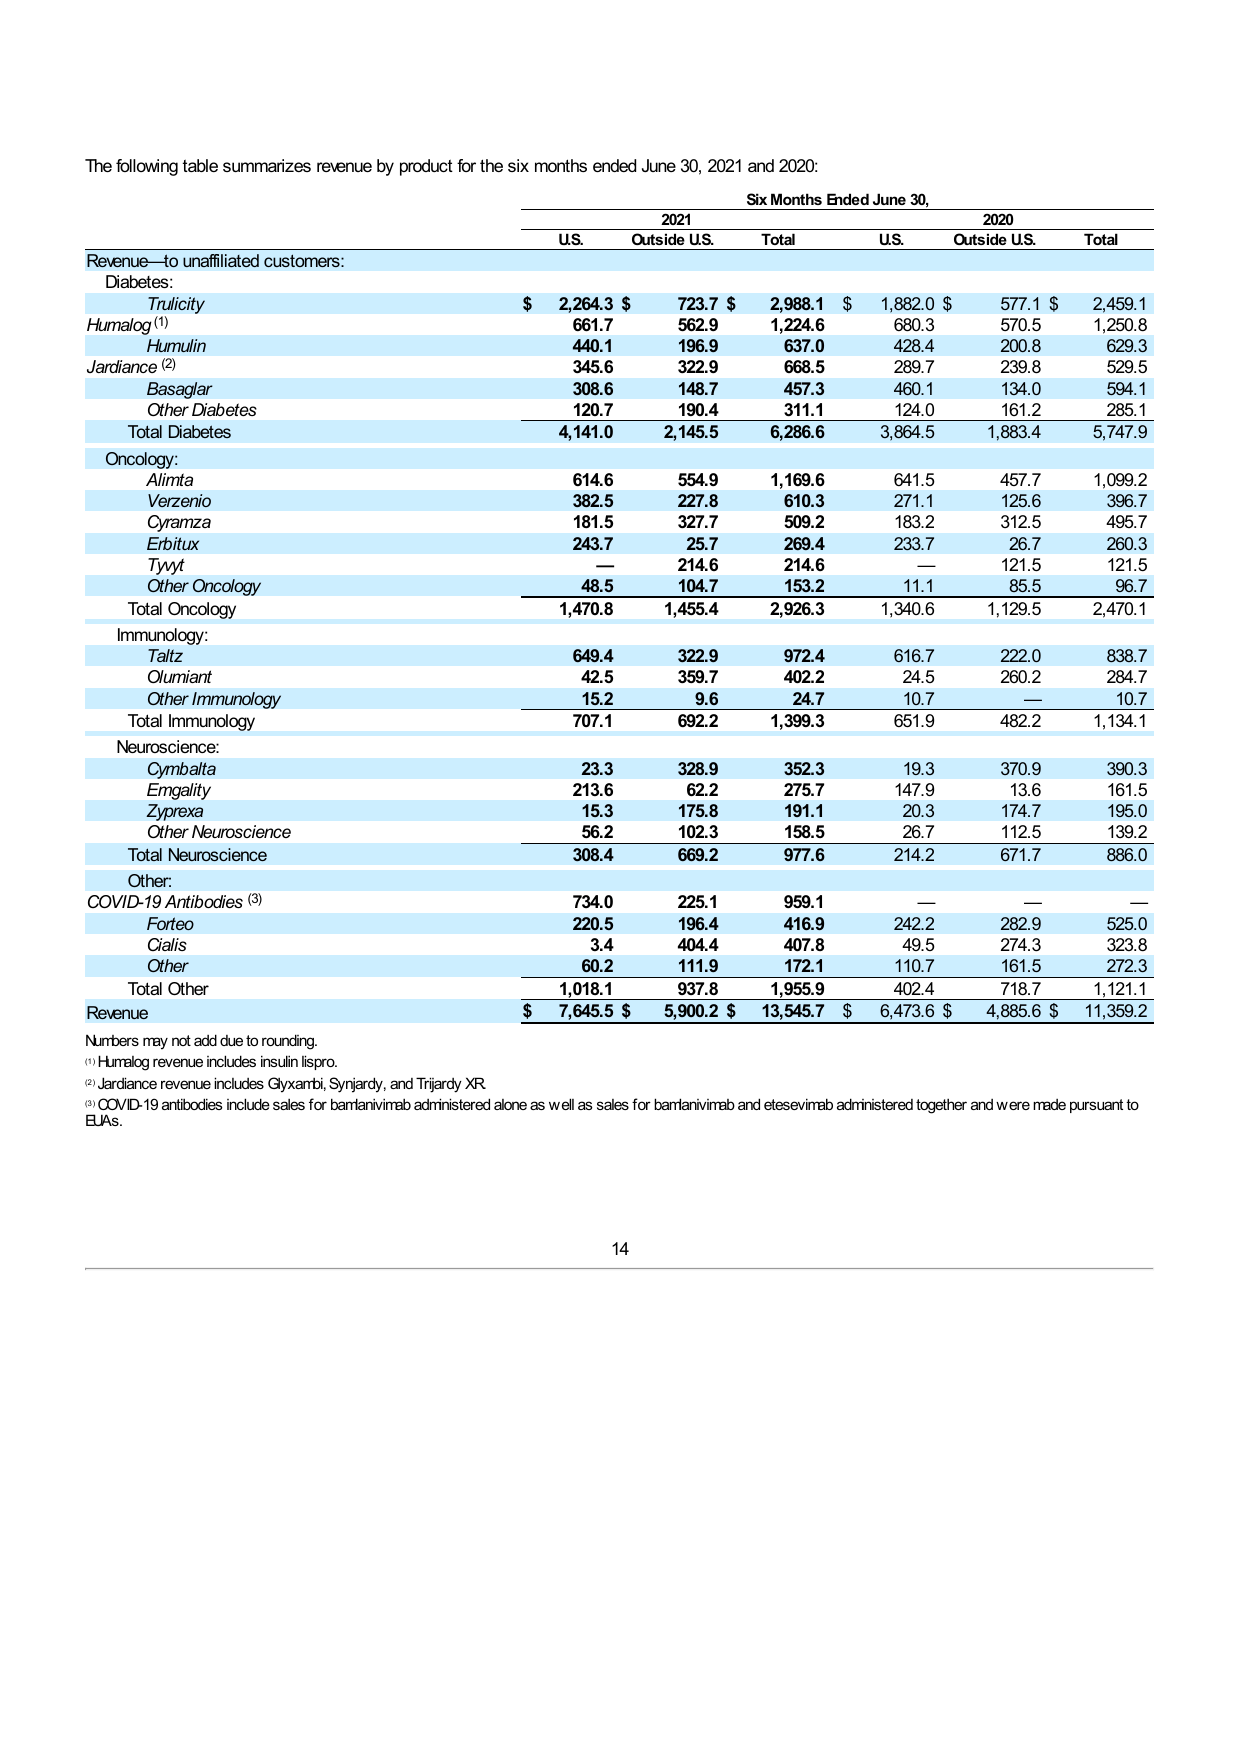 The following table summarizes revenue by product for the six months ended June 30, 2021 and 2020:
Six Months Ended June 30,
2021 2020
U.S. Outside U.S. Total U.S. Outside U.S. Total
Revenue—to unaffiliated customers:
Diabetes:
Trulicity $ 2,264.3 $ 723.7 $ 2,988.1 $ 1,882.0 $ 577.1 $ 2,459.1
Humalog (1) 661.7 562.9 1,224.6 680.3 570.5 1,250.8
Humulin 440.1 196.9 637.0 428.4 200.8 629.3
Jardiance (2) 345.6 322.9 668.5 289.7 239.8 529.5
Basaglar 308.6 148.7 457.3 460.1 134.0 594.1
Other Diabetes 120.7 190.4 311.1 124.0 161.2 285.1
Total Diabetes 4,141.0 2,145.5 6,286.6 3,864.5 1,883.4 5,747.9
Oncology:
Alimta 614.6 554.9 1,169.6 641.5 457.7 1,099.2
Verzenio 382.5 227.8 610.3 271.1 125.6 396.7
Cyramza 181.5 327.7 509.2 183.2 312.5 495.7
Erbitux 243.7 25.7 269.4 233.7 26.7 260.3
Tyvyt — 214.6 214.6 — 121.5 121.5
Other Oncology 48.5 104.7 153.2 11.1 85.5 96.7
Total Oncology 1,470.8 1,455.4 2,926.3 1,340.6 1,129.5 2,470.1
Immunology:
Taltz 649.4 322.9 972.4 616.7 222.0 838.7
Olumiant 42.5 359.7 402.2 24.5 260.2 284.7
Other Immunology 15.2 9.6 24.7 10.7 — 10.7
Total Immunology 707.1 692.2 1,399.3 651.9 482.2 1,134.1
Neuroscience:
Cymbalta 23.3 328.9 352.3 19.3 370.9 390.3
Emgality 213.6 62.2 275.7 147.9 13.6 161.5
Zyprexa 15.3 175.8 191.1 20.3 174.7 195.0
Other Neuroscience 56.2 102.3 158.5 26.7 112.5 139.2
Total Neuroscience 308.4 669.2 977.6 214.2 671.7 886.0
Other:
COVID-19 Antibodies (3) 734.0 225.1 959.1 — — —
Forteo 220.5 196.4 416.9 242.2 282.9 525.0
Cialis 3.4 404.4 407.8 49.5 274.3 323.8
Other 60.2 111.9 172.1 110.7 161.5 272.3
Total Other 1,018.1 937.8 1,955.9 402.4 718.7 1,121.1
Revenue $ 7,645.5 $ 5,900.2 $ 13,545.7 $ 6,473.6 $ 4,885.6 $ 11,359.2
Numbers may not add due to rounding.
(1) Humalog revenue includes insulin lispro.
(2) Jardiance revenue includes Glyxambi, Synjardy, and Trijardy XR.
(3) COVID-19 antibodies include sales for bamlanivimab administered alone as well as sales for bamlanivimab and etesevimab administered together and were made pursuant to
EUAs.
14